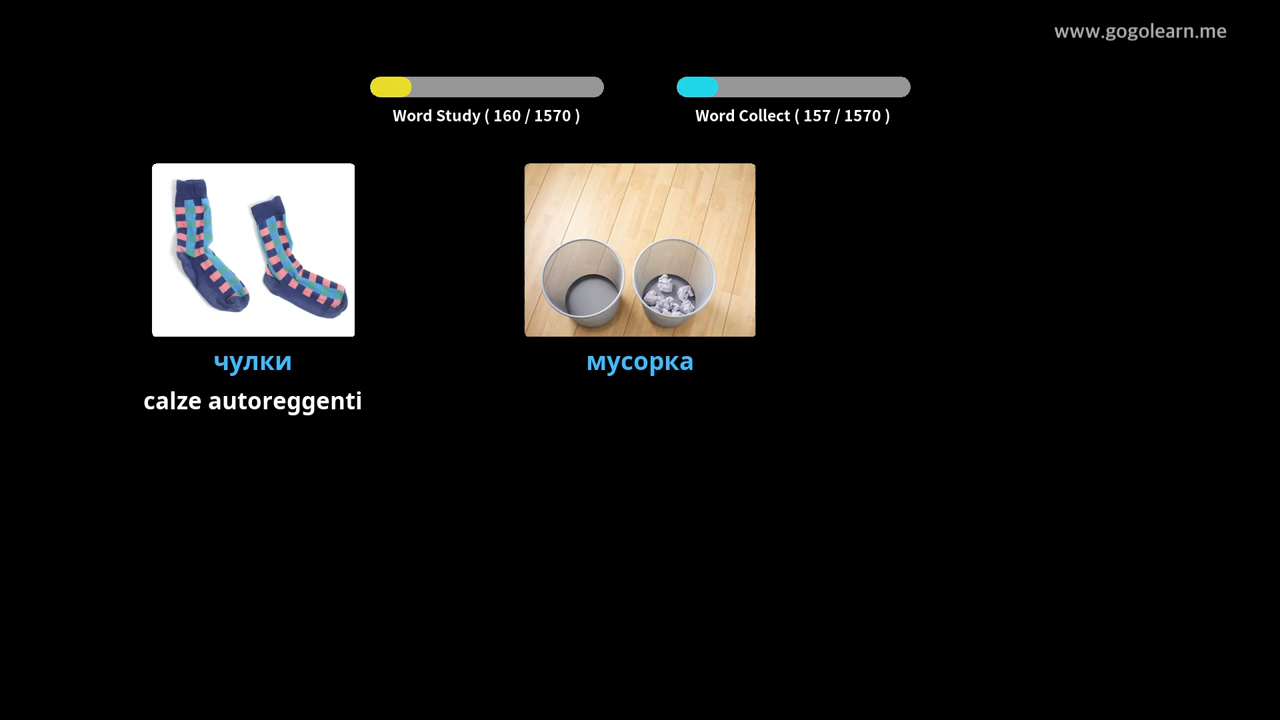 www.gogolearn.me
Word Study ( 160 / 1570 )
Word Collect ( 157 / 1570 )
чулки
мусорка
calze autoreggenti